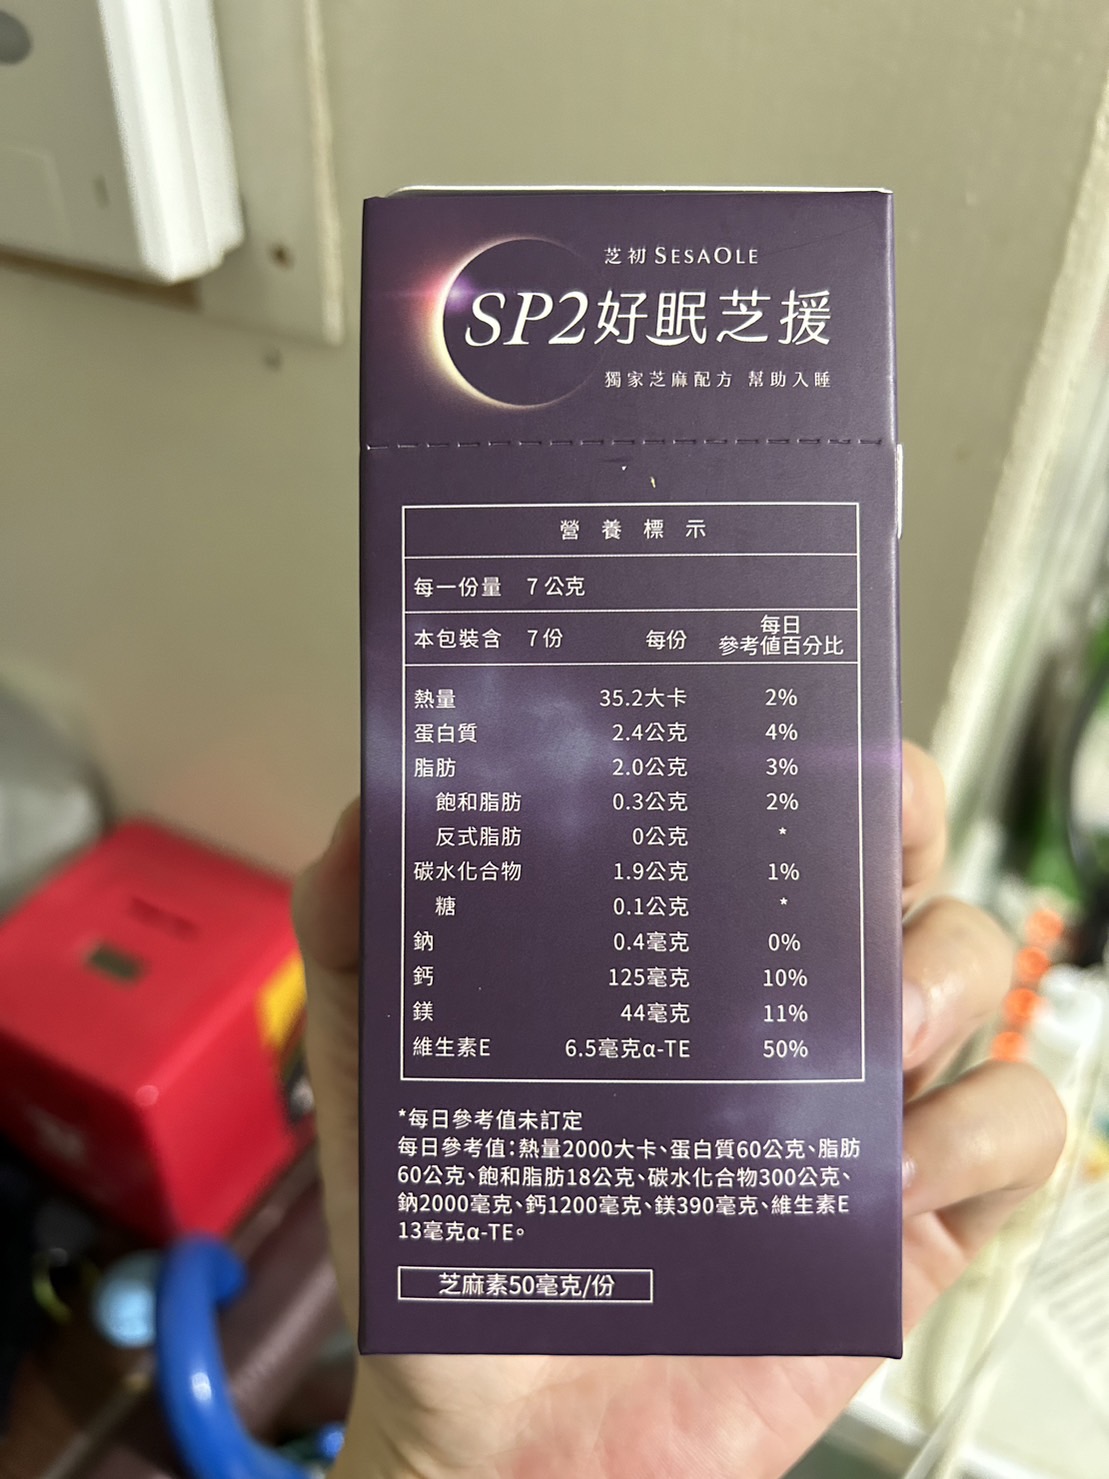 芝初 SESAOLE
SP2好眠芝援
獨家芝麻配方 幫助入睡
營養標示
每一份量 7公克
本包裝含 7份 每份 每日參考值百分比
熱量 35.2大卡 2%
蛋白質 2.4公克 4%
脂肪 2.0公克 3%
飽和脂肪 0.3公克 2%
反式脂肪 0公克 *
碳水化合物 1.9公克 1%
糖 0.1公克 *
鈉 0.4毫克 0%
鈣 125毫克 10%
鎂 44毫克 11%
維生素E 6.5毫克α-TE 50%
*每日參考值未訂定
每日參考值:熱量2000大卡、蛋白質60公克、脂肪
60公克、飽和脂肪18公克、碳水化合物300公克、
鈉2000毫克、鈣1200毫克、鎂390毫克、維生素E
13毫克α-TE。
芝麻素50毫克/份